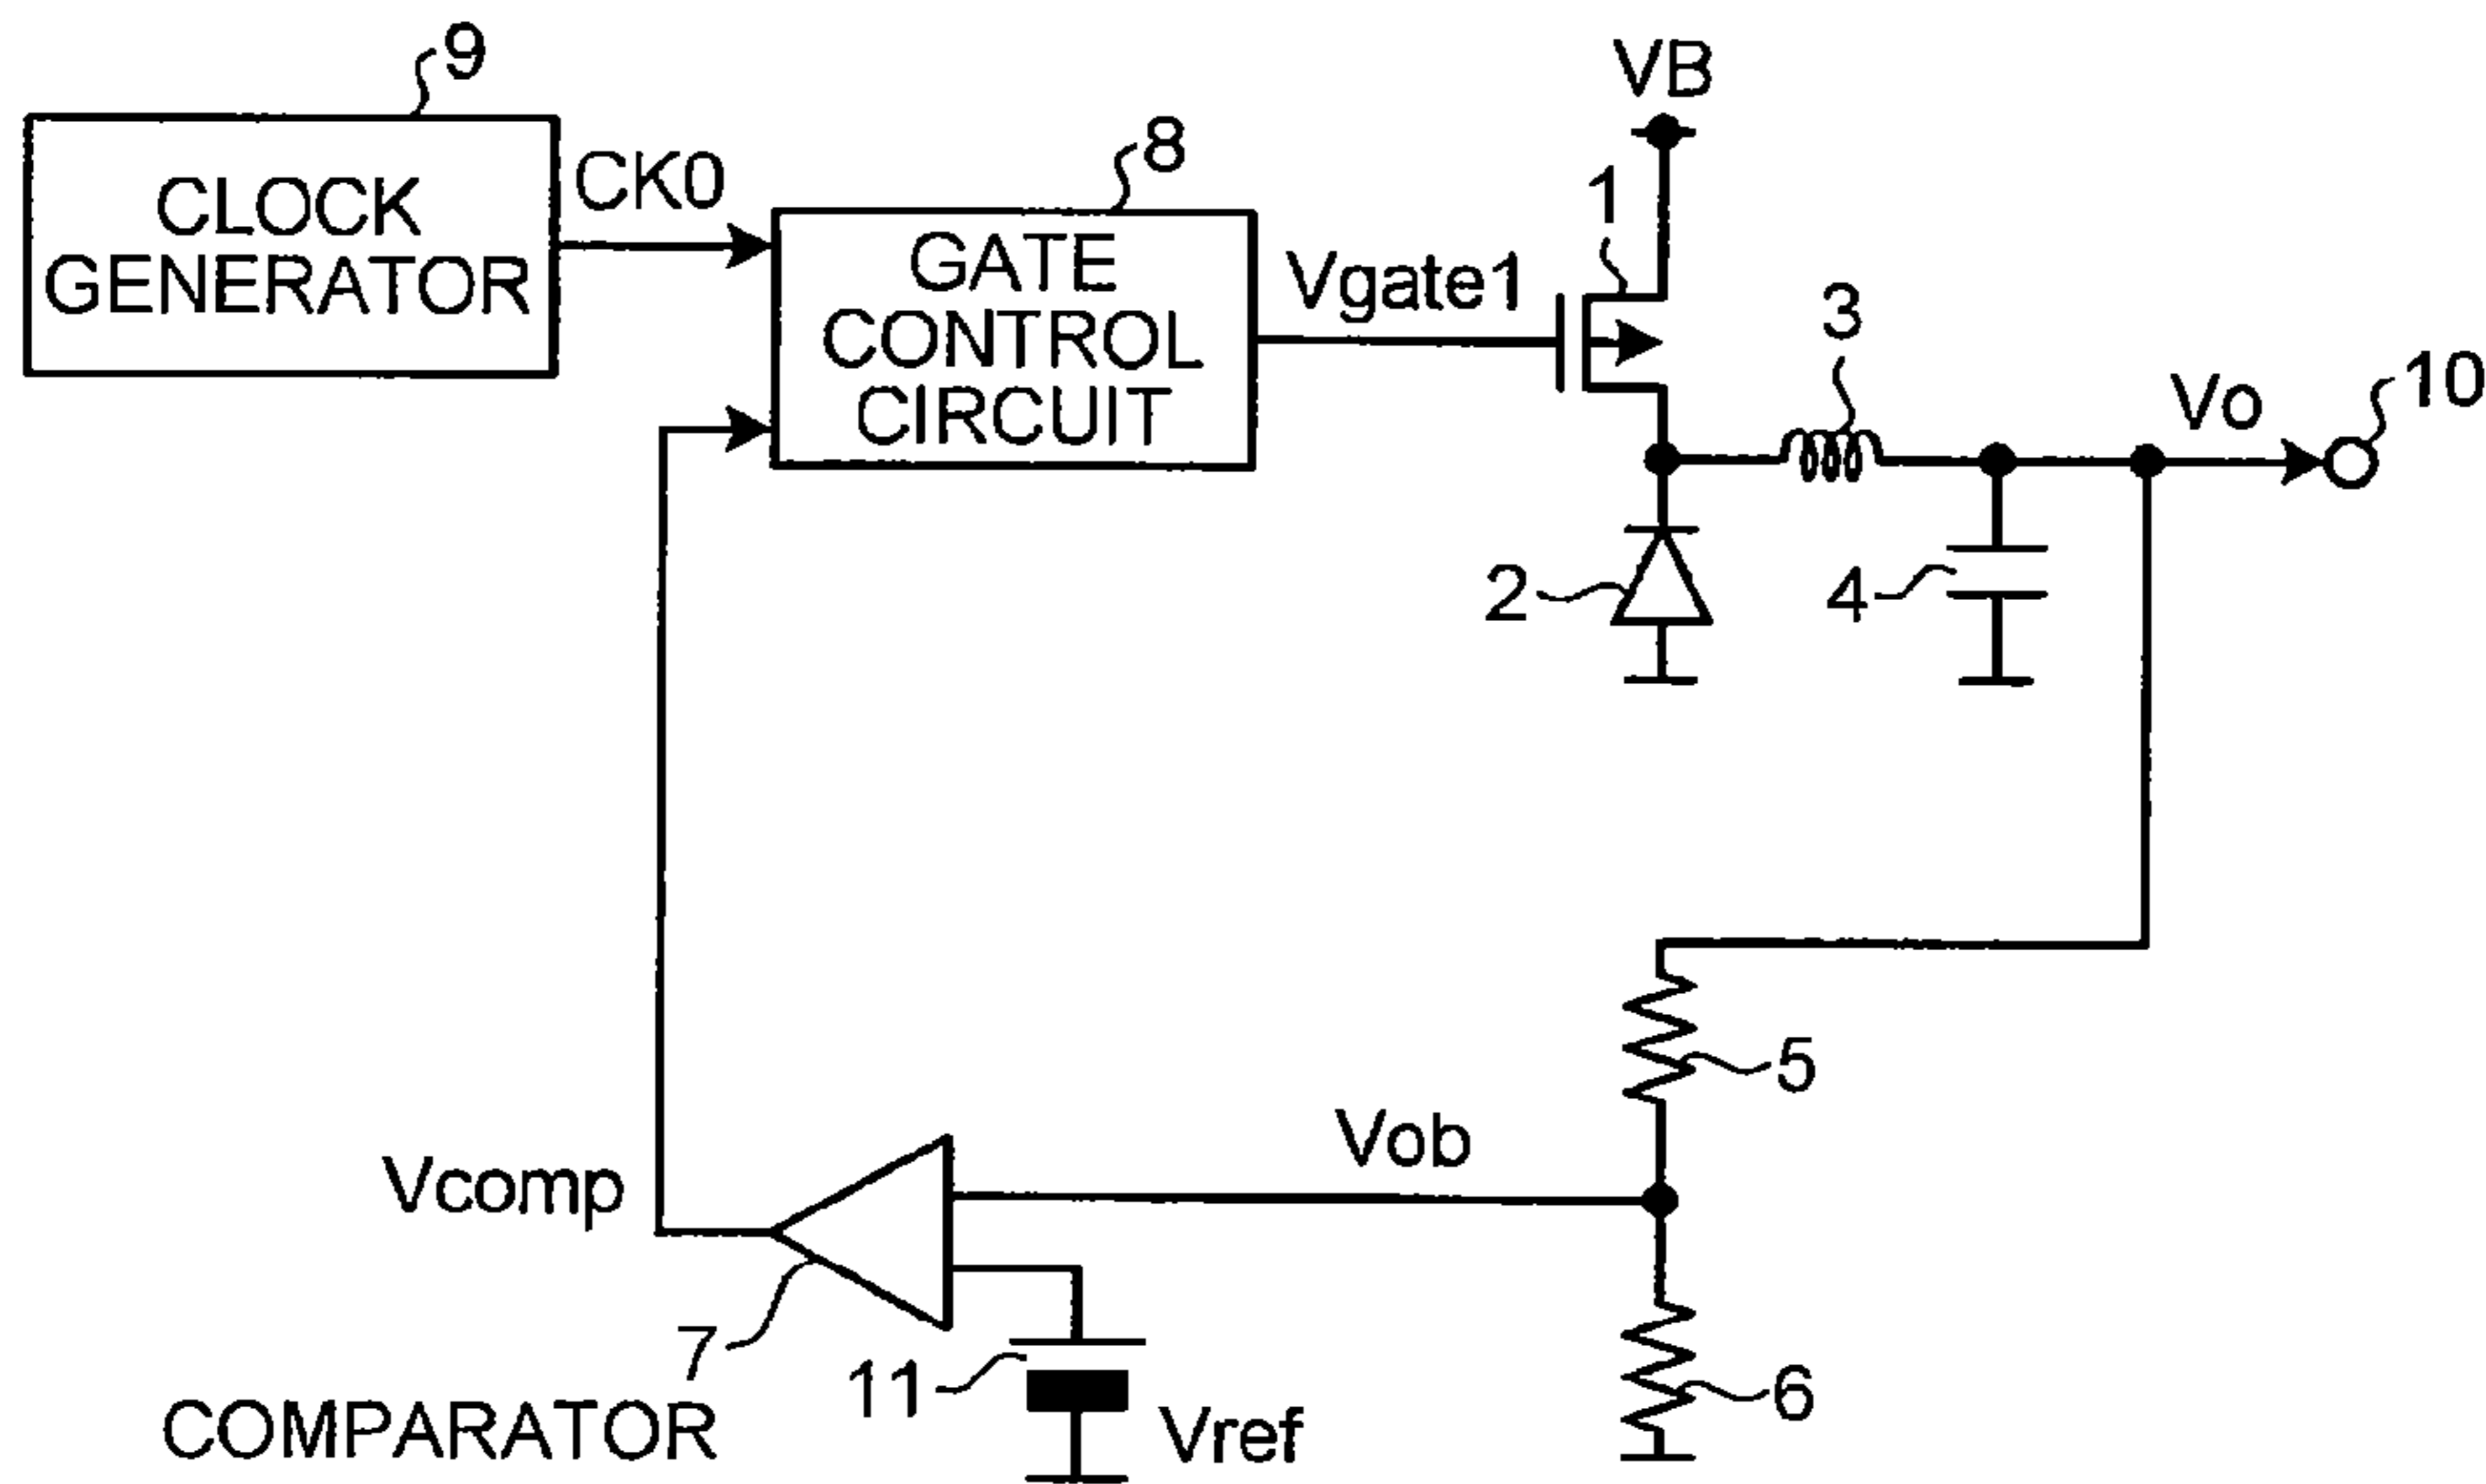 9
CLOCK
GENERATOR
CK0
8
GATE
CONTROL
CIRCUIT
Vgate1
VB
1
3
Vo
10
2
4
5
Vob
Vcomp
7
COMPARATOR
11
Vref
6